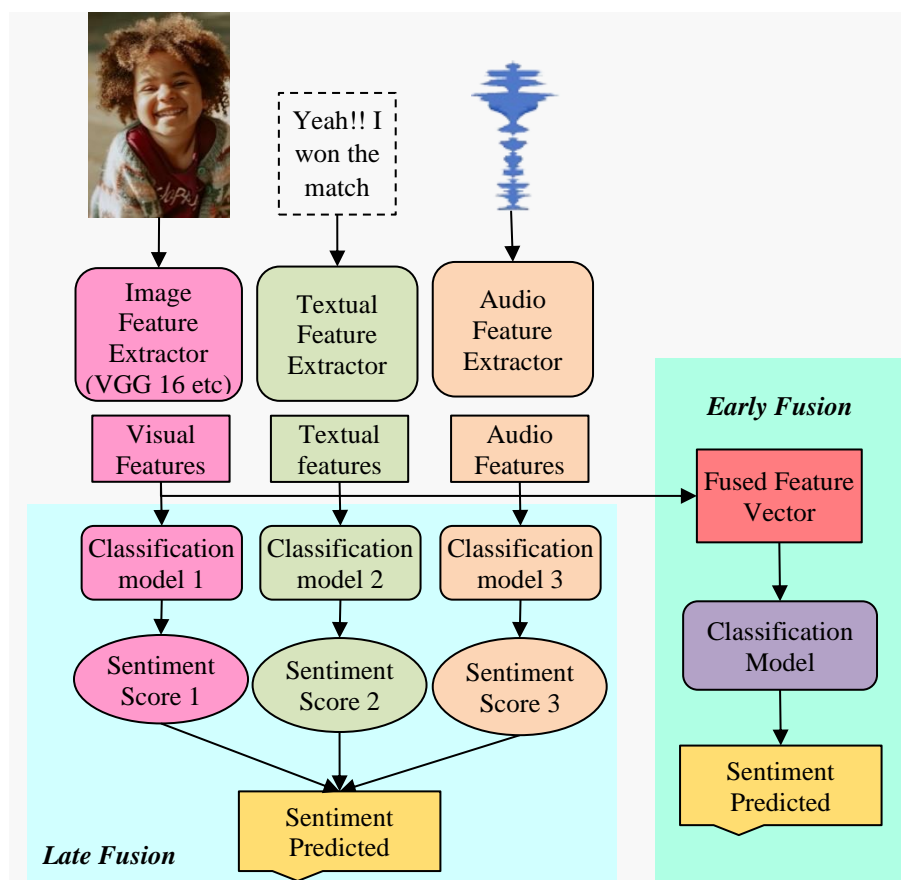 Yeah!! I
won the
match
Image
Feature
Extractor
(VGG 16 etc)
Textual
Feature
Extractor
Audio
Feature
Extractor
Visual
Features
Textual
features
Audio
Features
Early Fusion
Fused Feature
Vector
Classification
model 1
Classification
model 2
Classification
model 3
Classification
Model
Sentiment
Score 1
Sentiment
Score 2
Sentiment
Score 3
Sentiment
Predicted
Sentiment
Predicted
Late Fusion